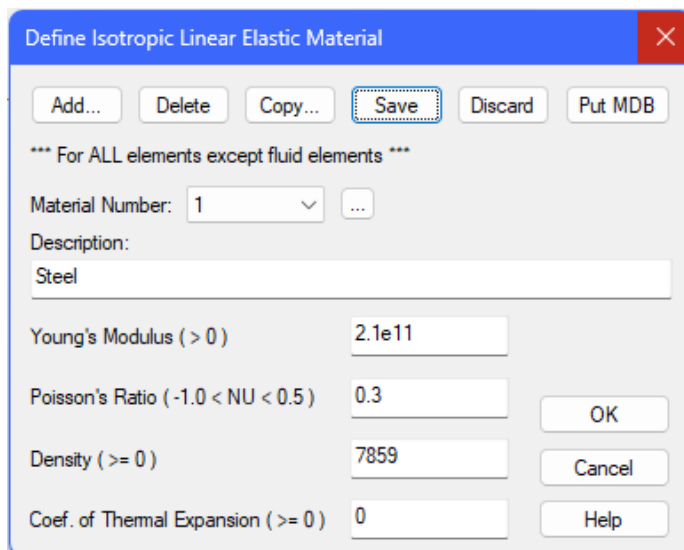 Define Isotropic Linear Elastic Material
Add... Delete Copy... Save Discard Put MDB
*** For ALL elements except fluid elements ***
Material Number: 1 ...
Description:
Steel
Young's Modulus ( > 0 ) 2.1e11
Poisson's Ratio ( -1.0 < NU < 0.5 ) 0.3
OK
Density ( >= 0 ) 7859
Cancel
Coef. of Thermal Expansion ( >= 0 ) 0 Help